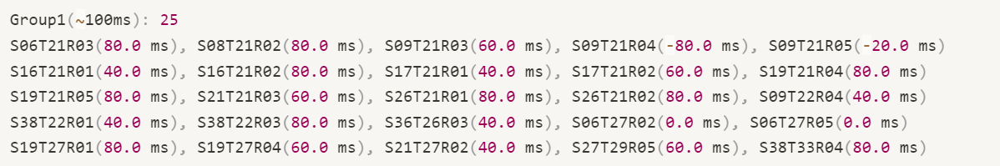 Group1(~100ms): 25
S06T21R03(80.0 ms), S08T21R02(80.0 ms), S09T21R03(60.0 ms), S09T21R04(-80.0 ms), S09T21R05(-20.0 ms)
S16T21R01(40.0 ms), S16T21R02(80.0 ms), S17T21R01(40.0 ms), S17T21R02(60.0 ms), S19T21R04(80.0 ms)
S19T21R05(80.0 ms), S21T21R03(60.0 ms), S26T21R01(80.0 ms), S26T21R02(80.0 ms), S09T22R04(40.0 ms)
S38T22R01(40.0 ms), S38T22R03(80.0 ms), S36T26R03(40.0 ms), S06T27R02(0.0 ms), S06T27R05(0.0 ms)
S19T27R01(80.0 ms), S19T27R04(60.0 ms), S21T27R02(40.0 ms), S27T29R05(60.0 ms), S38T33R04(80.0 ms)